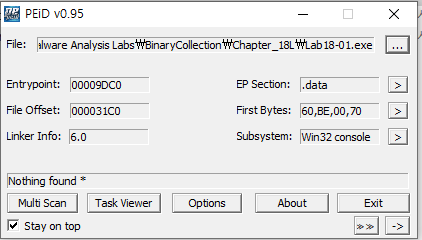 PEiD v0.95
File: alware Analysis Labs₩BinaryCollection₩Chapter_18L₩Lab18-01.exe ...
Entrypoint: 00009DC0 EP Section: .data >
File Offset: 000031C0 First Bytes: 60,BE,00,70 >
Linker Info: 6.0 Subsystem: Win32 console >
Nothing found *
Multi Scan Task Viewer Options About Exit
Stay on top >> ->